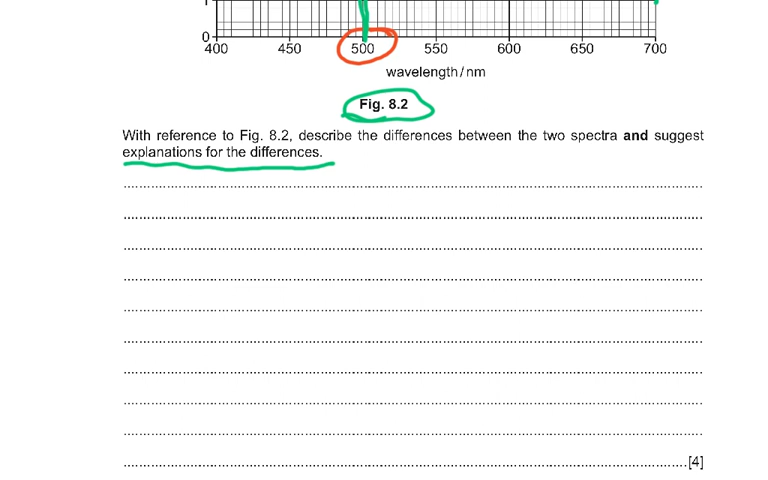 1
0
400 450 500 550 600 650 700
wavelength/nm
Fig. 8.2
With reference to Fig. 8.2, describe the differences between the two spectra and suggest
explanations for the differences.
[4]